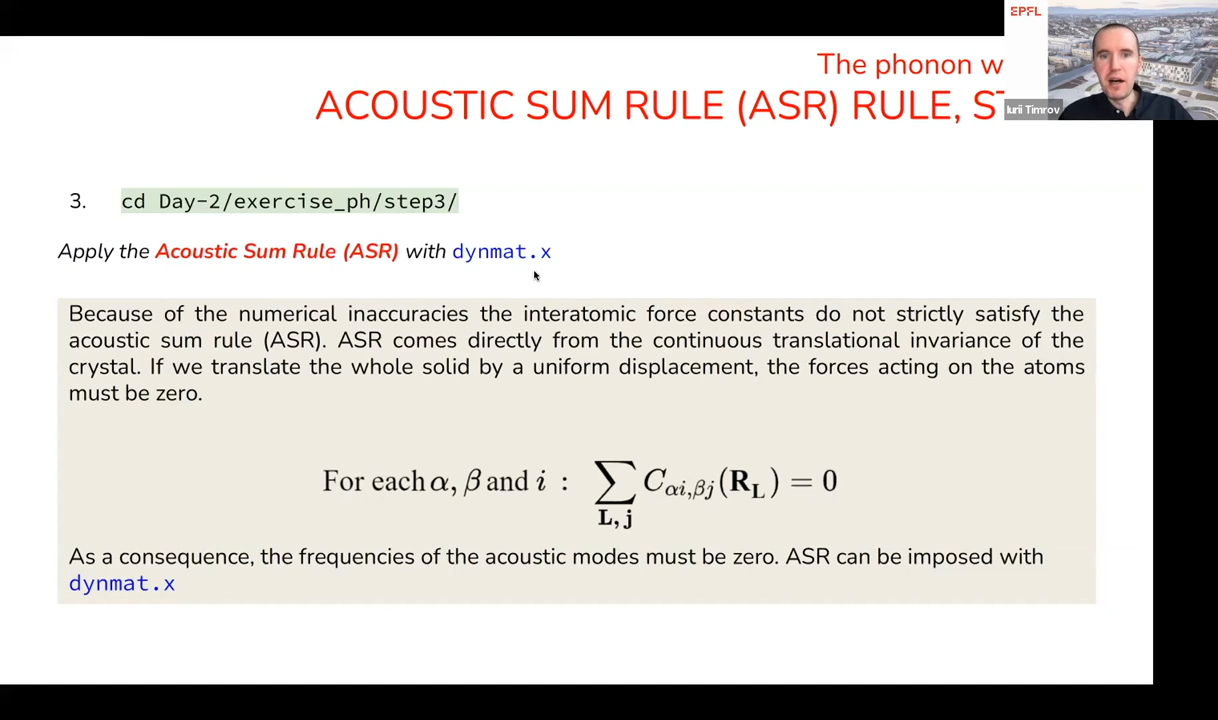 EPFL
The phonon w
ACOUSTIC SUM RULE (ASR) RULE, ST
Iurii Timrov
3. cd Day-2/exercise_ph/step3/
Apply the Acoustic Sum Rule (ASR) with dynmat.x
Because of the numerical inaccuracies the interatomic force constants do not strictly satisfy the
acoustic sum rule (ASR). ASR comes directly from the continuous translational invariance of the
crystal. If we translate the whole solid by a uniform displacement, the forces acting on the atoms
must be zero.
For each α, β and i : ∑_{L,j} C_{αi,βj}(R_L) = 0
As a consequence, the frequencies of the acoustic modes must be zero. ASR can be imposed with
dynmat.x